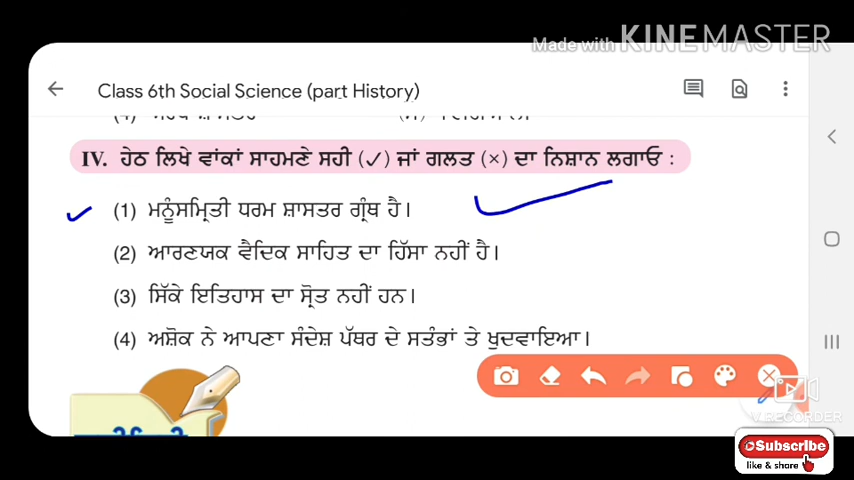 Made with KINEMASTER
Class 6th Social Science (part History)
IV. ਹੇਠ ਲਿਖੇ ਵਾਂਕਾਂ ਸਾਹਮਣੇ ਸਹੀ (✓) ਜਾਂ ਗਲਤ (×) ਦਾ ਨਿਸ਼ਾਨ ਲਗਾਓ :
(1) ਮਨੂੰਸਮ੍ਰਿਤੀ ਧਰਮ ਸ਼ਾਸਤਰ ਗ੍ਰੰਥ ਹੈ।
(2) ਆਰਣਯਕ ਵੈਦਿਕ ਸਾਹਿਤ ਦਾ ਹਿੱਸਾ ਨਹੀਂ ਹੈ।
(3) ਸਿੱਕੇ ਇਤਿਹਾਸ ਦਾ ਸ੍ਰੋਤ ਨਹੀਂ ਹਨ।
(4) ਅਸ਼ੋਕ ਨੇ ਆਪਣਾ ਸੰਦੇਸ਼ ਪੱਥਰ ਦੇ ਸਤੰਭਾਂ ਤੇ ਖੁਦਵਾਇਆ।
V.RECORDER
Subscribe
like & share